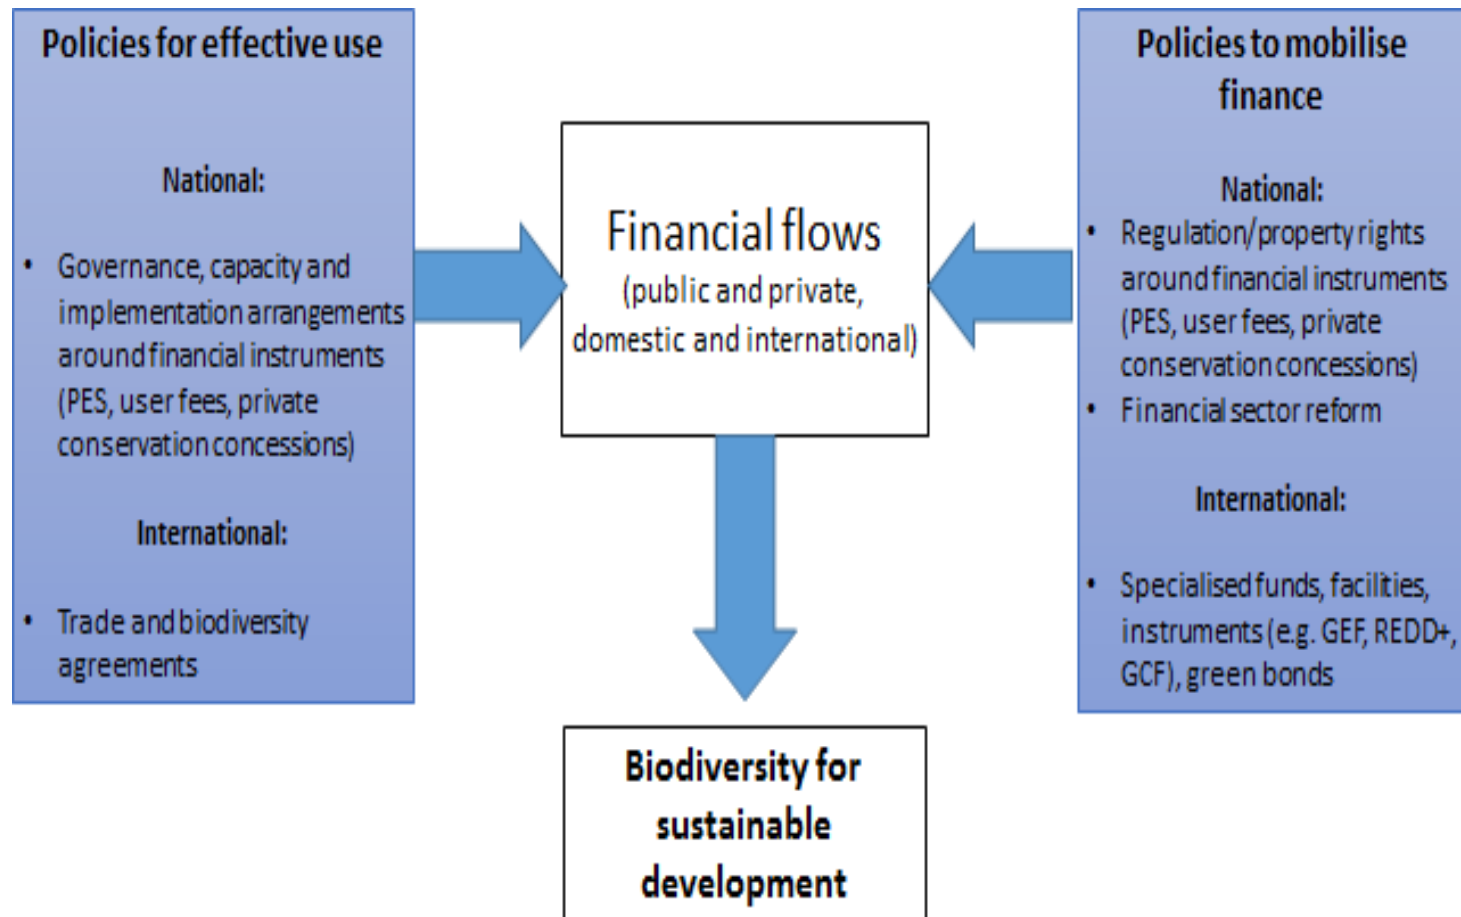 Policies for effective use
National:
• Governance, capacity and
implementation arrangements
around financial instruments
(PES, user fees, private
conservation concessions)
International:
• Trade and biodiversity
agreements
Financial flows
(public and private,
domestic and international)
Biodiversity for
sustainable
development
Policies to mobilise
finance
National:
• Regulation/property rights
around financial instruments
(PES, user fees, private
conservation concessions)
• Financial sector reform
International:
• Specialised funds, facilities,
instruments (e.g. GEF, REDD+,
GCF), green bonds